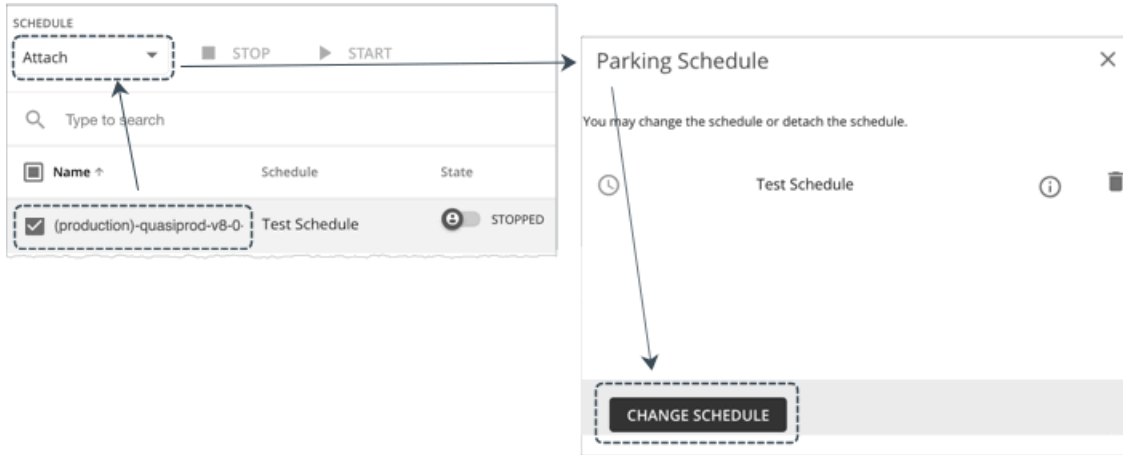 SCHEDULE
Attach
STOP
START
Type to search
Name ↑
Schedule
State
(production)-quasiprod-v8-0-
Test Schedule
STOPPED
Parking Schedule
You may change the schedule or detach the schedule.
Test Schedule
CHANGE SCHEDULE